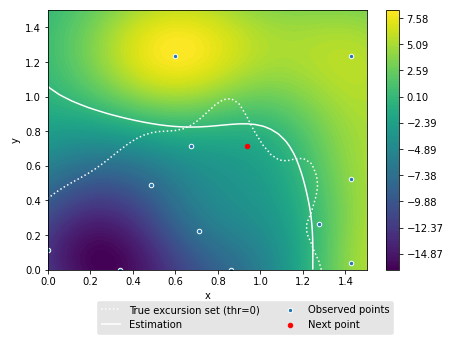 1.4
1.2
1.0
0.8
0.6
0.4
0.2
0.0
y
0.0 0.2 0.4 0.6 0.8 1.0 1.2 1.4
x
7.58
5.09
2.59
0.10
-2.39
-4.89
-7.38
-9.88
-12.37
-14.87
True excursion set (thr=0)
Estimation
Observed points
Next point